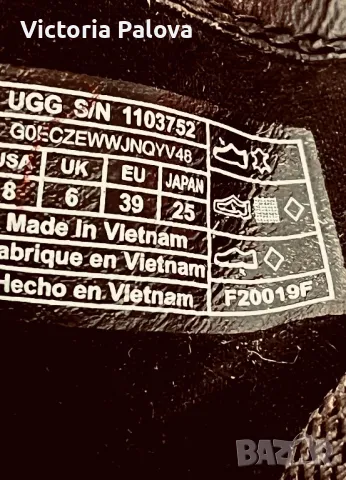 Victoria Palova
UGG S/N 1103752
USA UK EU JAPAN
8 6 39 25
Made In Vietnam
Fabrique en Vietnam
Hecho en Vietnam
F20019F
BAZAR